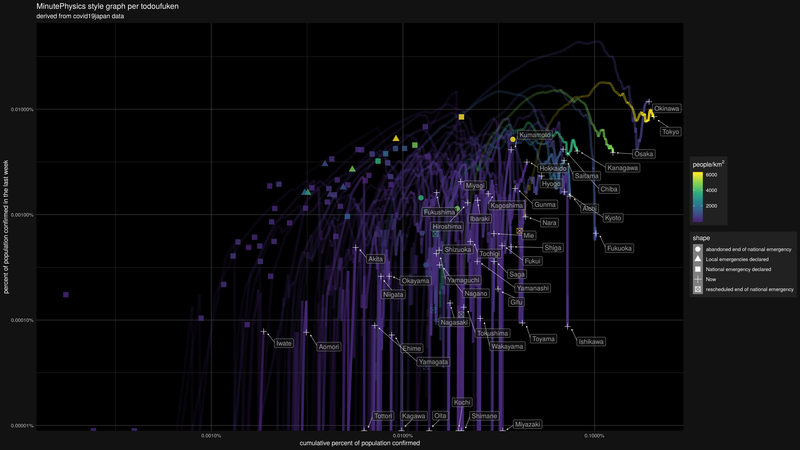 MinutePhysics style graph per todoufuken
derived from covid19japan data
percent of population confirmed in the last week
0.01000%
0.00100%
0.00010%
0.00001%
Okinawa
Tokyo
Kumamoto
Osaka
Kanagawa
Hokkaido
Saitama
Miyagi
Hyogo
Chiba
Kagoshima
Gunma
Fukushima
Aichi
Ibaraki
Kyoto
Hiroshima
Nara
Mie
Fukuoka
Shizuoka
Tochigi
Shiga
Akita
Fukui
Saga
Okayama
Yamaguchi
Yamanashi
Niigata
Nagano
Gifu
Nagasaki
Tokushima
Toyama
Iwate
Aomori
Ehime
Wakayama
Ishikawa
Yamagata
Kochi
Tottori
Kagawa
Oita
Shimane
Miyazaki
0.0010%
0.0100%
0.1000%
cumulative percent of population confirmed
people/km2
6000
4000
2000
shape
abandoned end of national emergency
Local emergencies declared
National emergency declared
Now
rescheduled end of national emergency